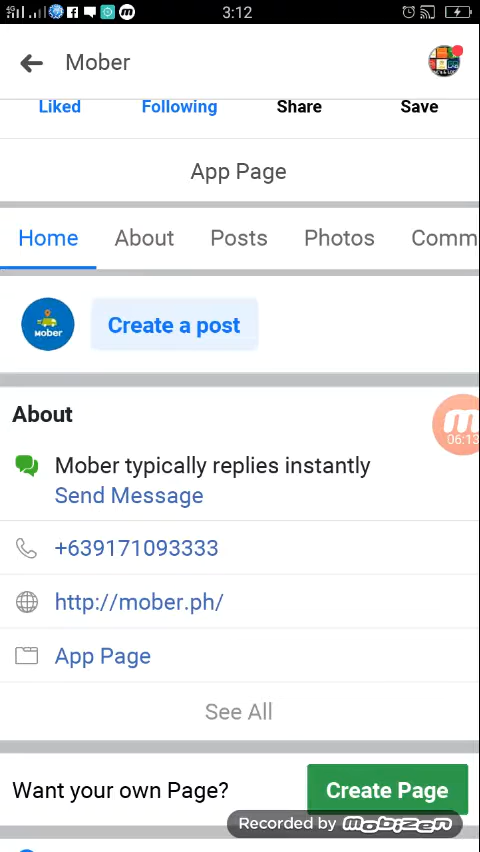 4G
3:12
Mober
Liked Following Share Save
App Page
Home About Posts Photos Comm
MOBER
Create a post
About
Mober typically replies instantly
Send Message
06:13
+639171093333
http://mober.ph/
App Page
See All
Want your own Page?
Create Page
Recorded by mobizen